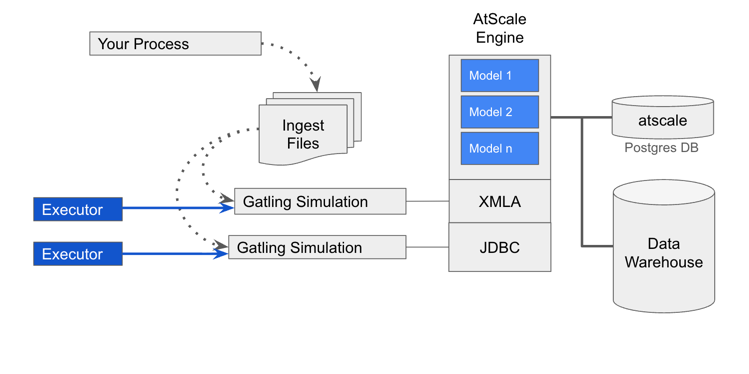 AtScale
Engine
Your Process
Model 1
Model 2
Model n
Ingest
Files
atscale
Postgres DB
Executor
Gatling Simulation
XMLA
Executor
Gatling Simulation
JDBC
Data
Warehouse